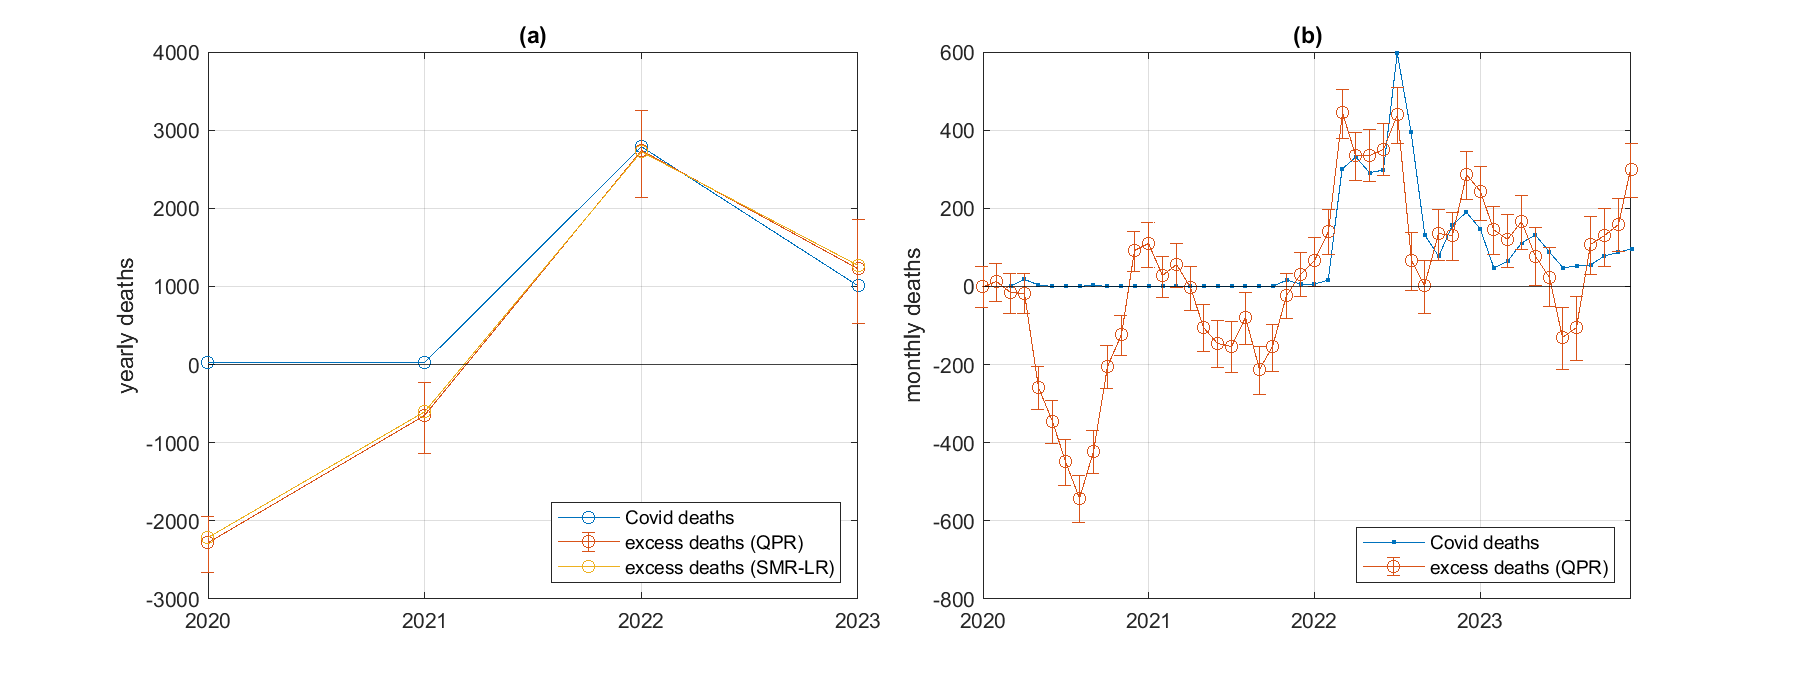 (a)
4000
3000
2000
1000
0
-1000
-2000
-3000
yearly deaths
2020
2021
2022
2023
Covid deaths
excess deaths (QPR)
excess deaths (SMR-LR)
(b)
600
400
200
0
-200
-400
-600
-800
monthly deaths
2020
2021
2022
2023
Covid deaths
excess deaths (QPR)